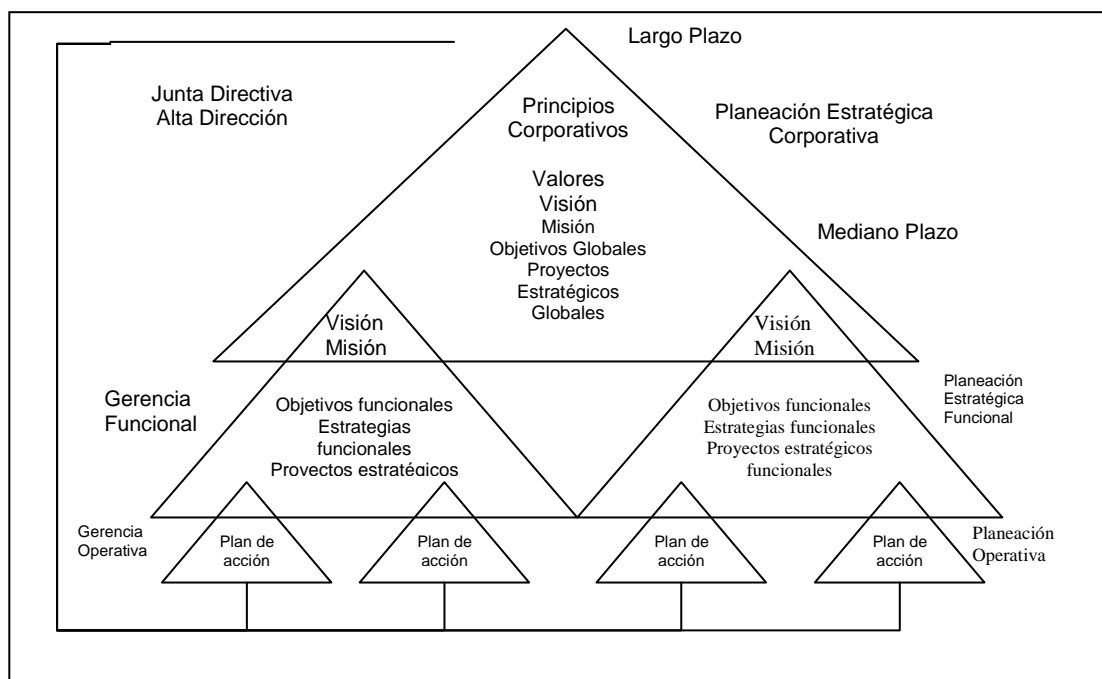 Largo Plazo
Junta Directiva
Alta Dirección
Principios
Corporativos
Planeación Estratégica
Corporativa
Valores
Visión
Misión
Objetivos Globales
Proyectos
Estratégicos
Globales
Mediano Plazo
Visión
Misión
Visión
Misión
Gerencia
Funcional
Objetivos funcionales
Estrategias
funcionales
Proyectos estratégicos
Objetivos funcionales
Estrategias funcionales
Proyectos estratégicos
funcionales
Planeación
Estratégica
Funcional
Gerencia
Operativa
Plan de
acción
Plan de
acción
Plan de
acción
Plan de
acción
Planeación
Operativa